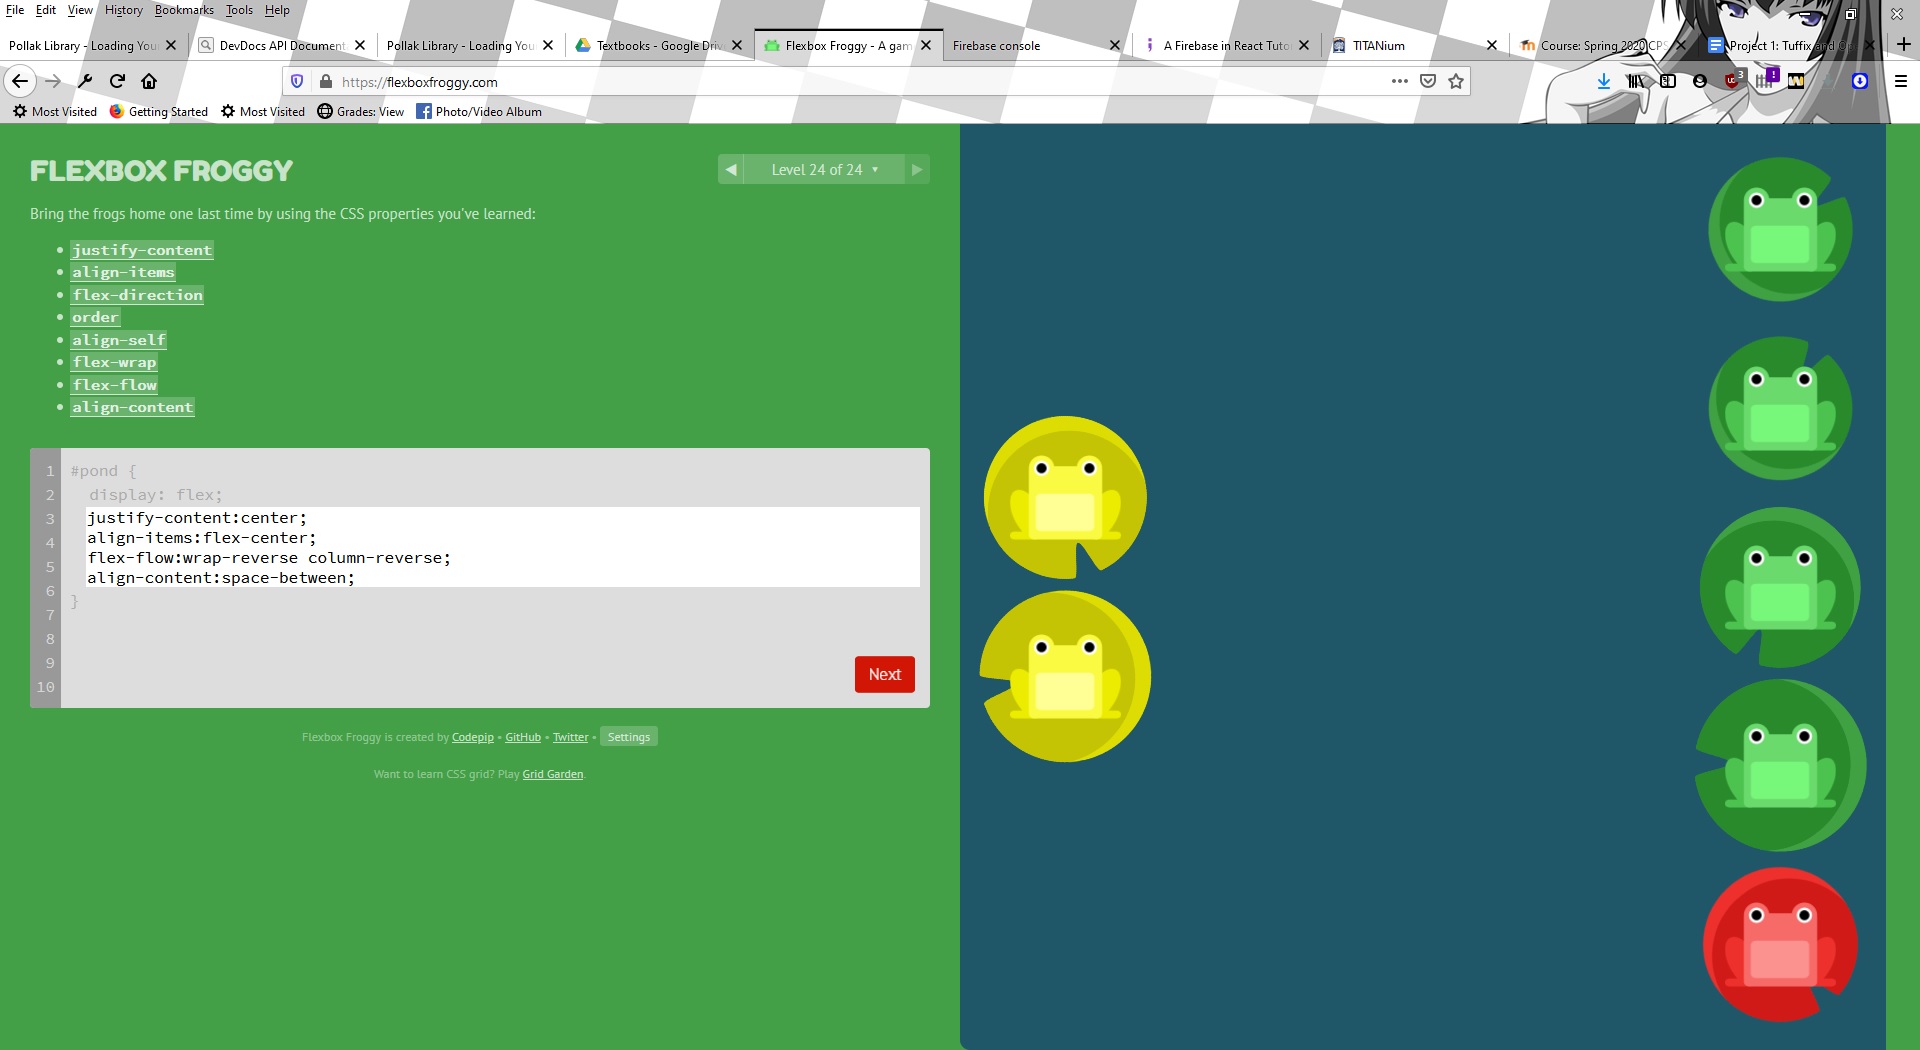 File Edit View History Bookmarks Tools Help
Pollak Library - Loading You
DevDocs API Document
Pollak Library - Loading You
Textbooks - Google Driv
Flexbox Froggy - A gam
Firebase console
A Firebase in React Tuto
TITANium
Course: Spring 2020 CPS
Project 1: Tuffix and
https://flexboxfroggy.com
3
!
Most Visited Getting Started Most Visited Grades: View Photo/Video Album
FLEXBOX FROGGY
Level 24 of 24
Bring the frogs home one last time by using the CSS properties you've learned:
• justify-content
• align-items
• flex-direction
• order
• align-self
• flex-wrap
• flex-flow
• align-content
1 #pond {
2 display: flex;
3 justify-content:center;
4 align-items:flex-center;
5 flex-flow:wrap-reverse column-reverse;
6 align-content:space-between;
}
7
8
9
10
Next
Flexbox Froggy is created by Codepip • GitHub • Twitter • Settings
Want to learn CSS grid? Play Grid Garden.